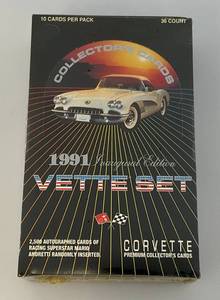 10 CARDS PER PACK 36 COUNT
COLLECTOR CARDS
1991 Inaugural Edition
VETTE SET
2,500 AUTOGRAPHED CARDS OF
RACING SUPERSTAR MARIO
ANDRETTI RANDOMLY INSERTED.
CORVETTE
PREMIUM COLLECTOR'S CARDS